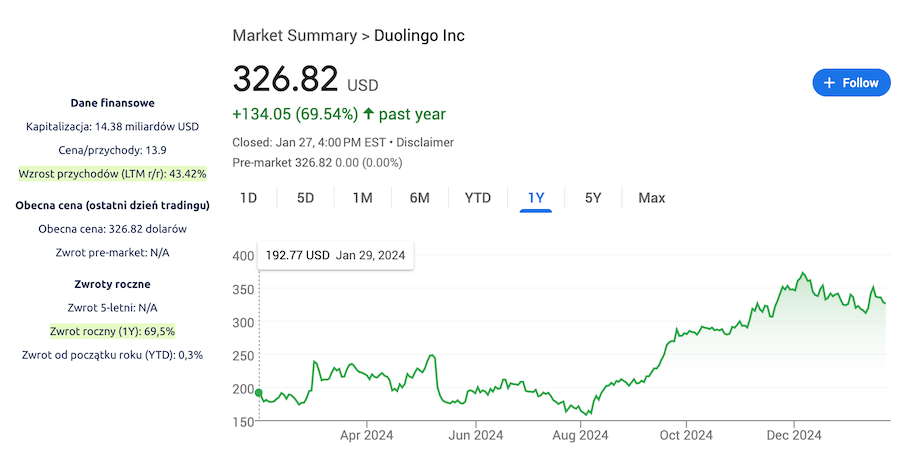 Dane finansowe
Kapitalizacja: 14.38 miliardów USD
Cena/przychody: 13.9
Wzrost przychodów (LTM r/r): 43.42%
Obecna cena (ostatni dzień tradingu)
Obecna cena: 326.82 dolarów
Zwrot pre-market: N/A
Zwroty roczne
Zwrot 5-letni: N/A
Zwrot roczny (1Y): 69,5%
Zwrot od początku roku (YTD): 0,3%
Market Summary > Duolingo Inc
326.82 USD
+ Follow
+134.05 (69.54%) ↑ past year
Closed: Jan 27, 4:00 PM EST • Disclaimer
Pre-market 326.82 0.00 (0.00%)
1D 5D 1M 6M YTD 1Y 5Y Max
192.77 USD Jan 29, 2024
400
350
300
250
200
150
Apr 2024 Jun 2024 Aug 2024 Oct 2024 Dec 2024